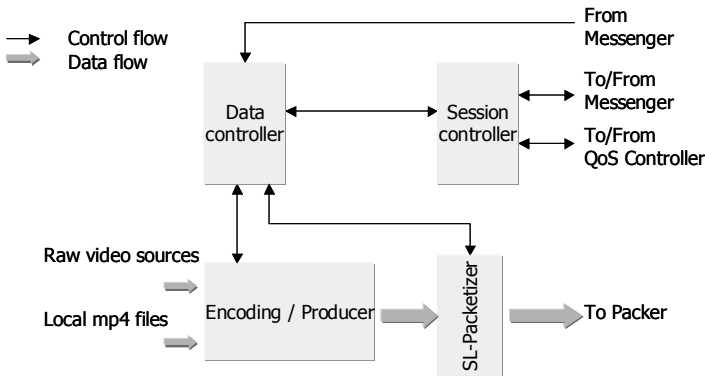 From
Messenger
Control flow
Data flow
Data
controller
Session
controller
To/From
Messenger
To/From
QoS Controller
Raw video sources
Local mp4 files
Encoding / Producer
SL-Packetizer
To Packer